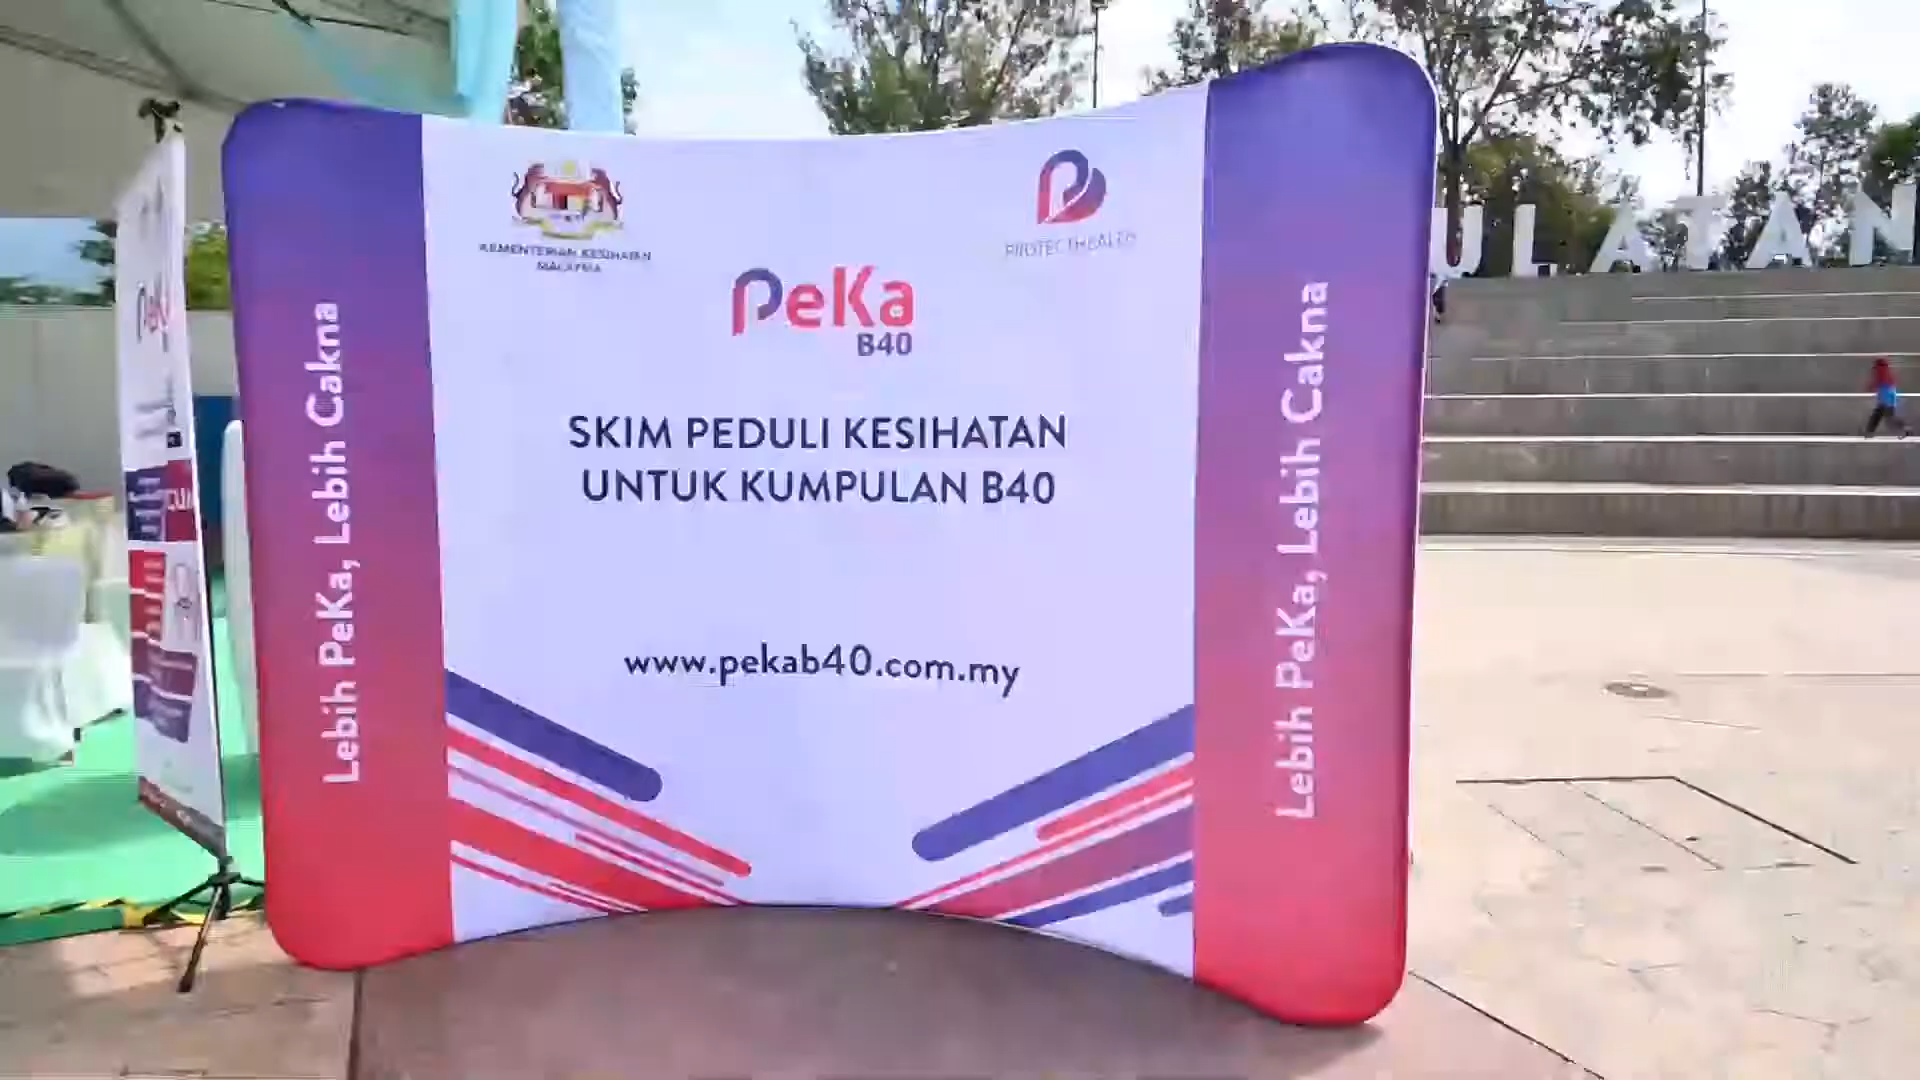 KEMENTERIAN KESIHATAN
MALAYSIA
PROTECTHEALTH
PeKa
B40
SKIM PEDULI KESIHATAN
UNTUK KUMPULAN B40
www.pekab40.com.my
Lebih PeKa, Lebih Cakna
Lebih PeKa, Lebih Cakna
PeKa
ULATAN